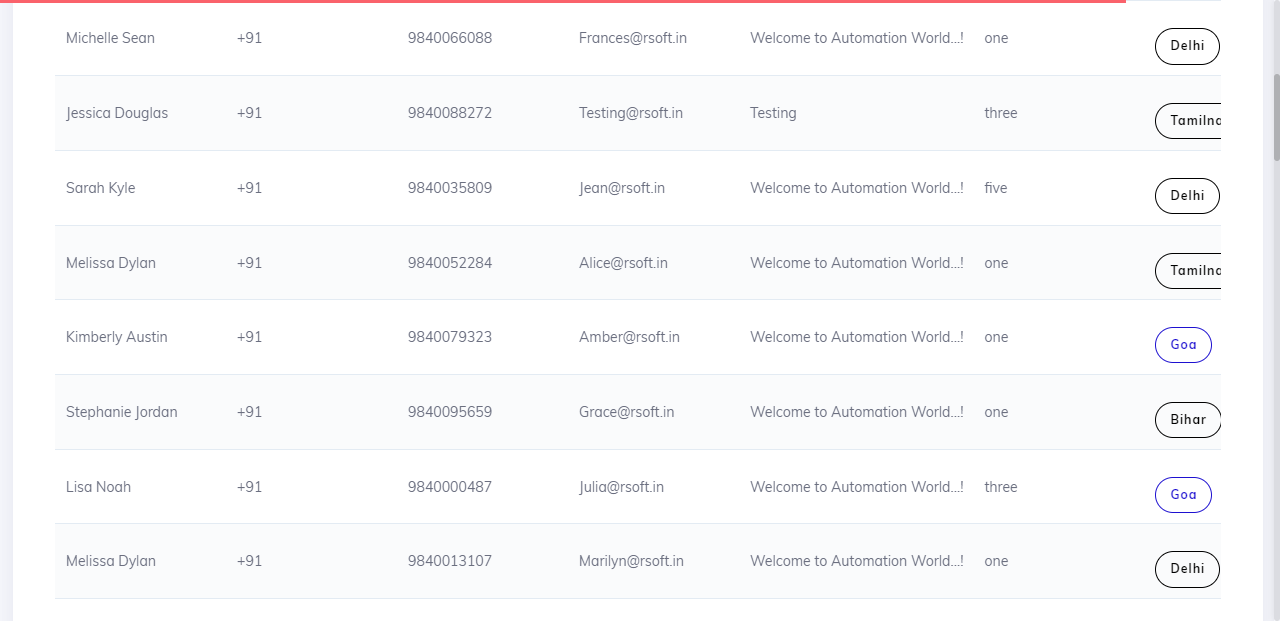 Michelle Sean +91 9840066088 Frances@rsoft.in Welcome to Automation World...! one Delhi
Jessica Douglas +91 9840088272 Testing@rsoft.in Testing three
Sarah Kyle +91 9840035809 Jean@rsoft.in Welcome to Automation World...! five Delhi
Melissa Dylan +91 9840052284 Alice@rsoft.in Welcome to Automation World...! one
Kimberly Austin +91 9840079323 Amber@rsoft.in Welcome to Automation World...! one Goa
Stephanie Jordan +91 9840095659 Grace@rsoft.in Welcome to Automation World...! one Bihar
Lisa Noah +91 9840000487 Julia@rsoft.in Welcome to Automation World...! three Goa
Melissa Dylan +91 9840013107 Marilyn@rsoft.in Welcome to Automation World...! one Delhi